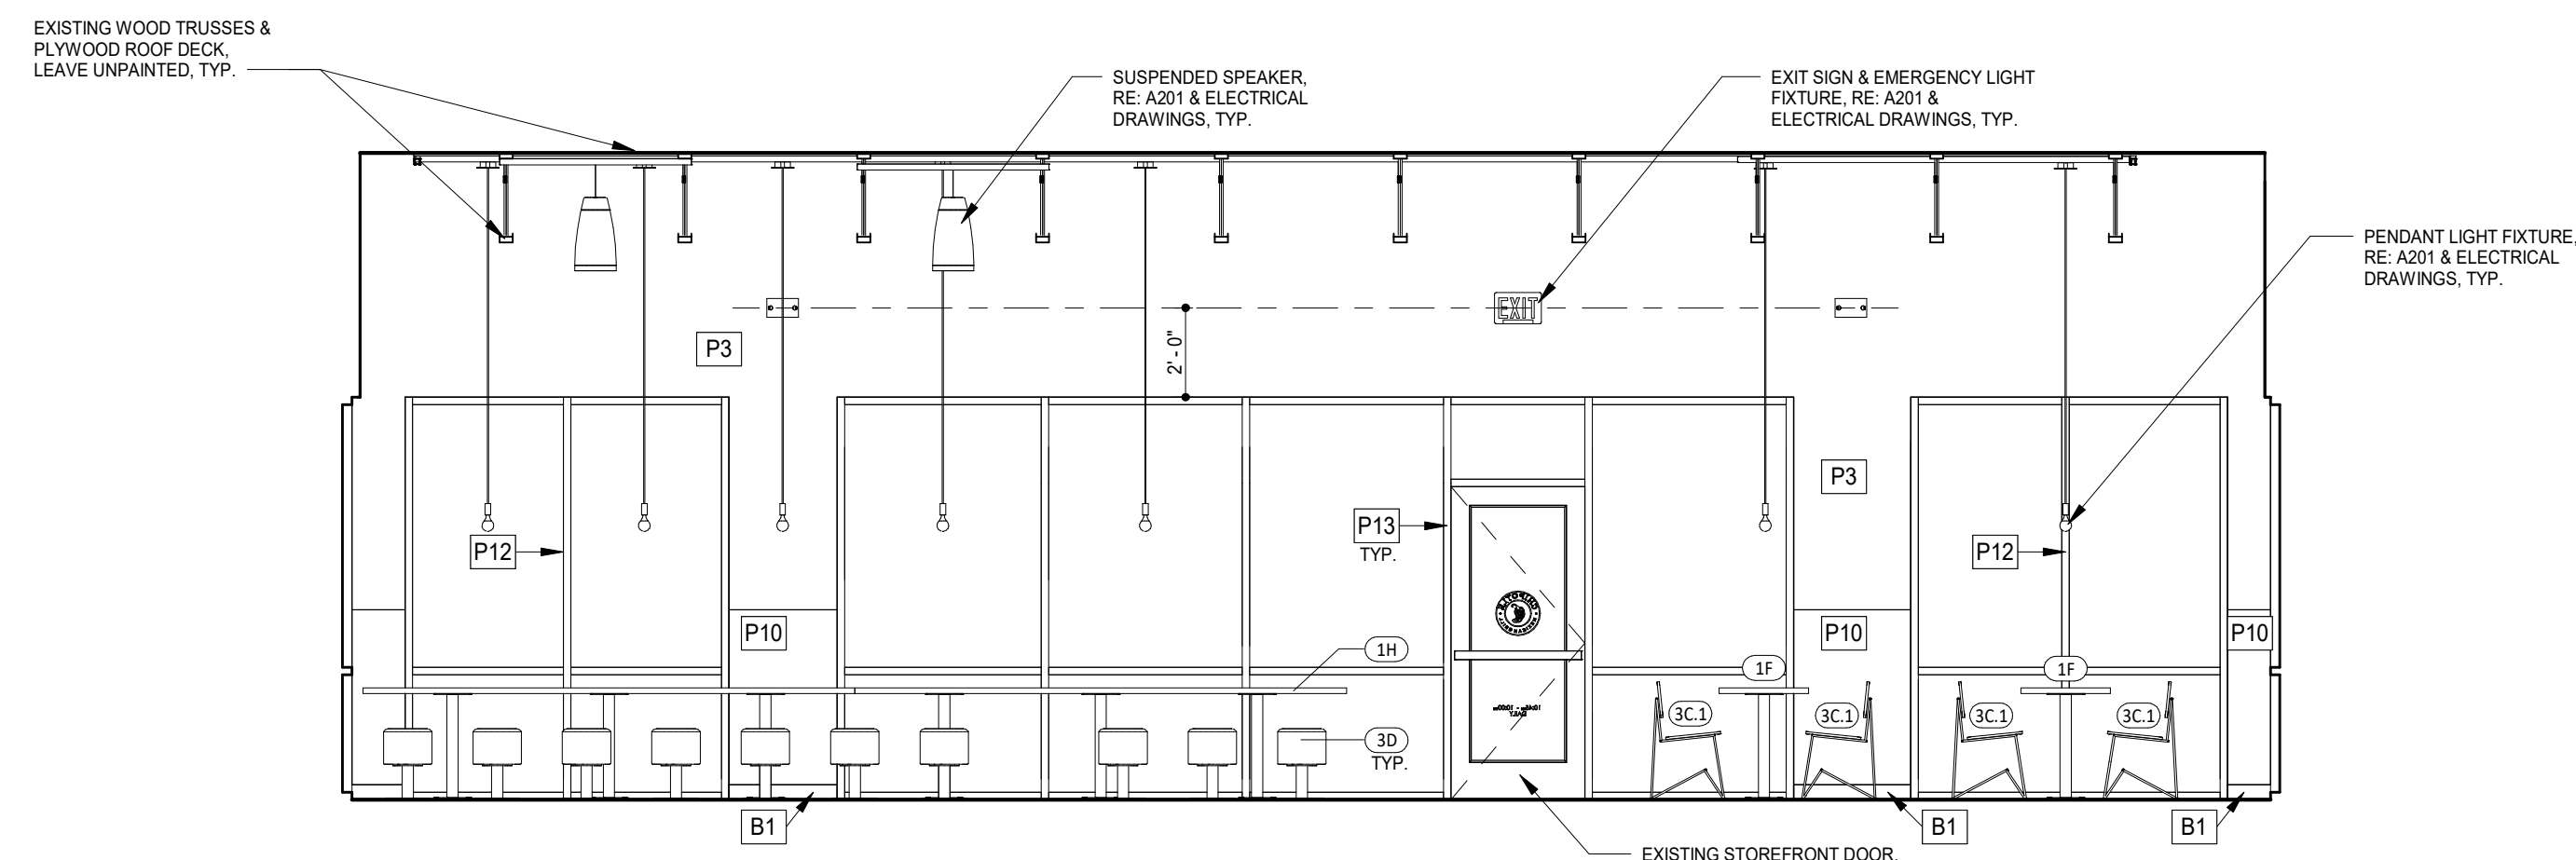 EXISTING WOOD TRUSSES &
PLYWOOD ROOF DECK,
LEAVE UNPAINTED, TYP.
SUSPENDED SPEAKER,
RE: A201 & ELECTRICAL
DRAWINGS, TYP.
EXIT SIGN & EMERGENCY LIGHT
FIXTURE, RE: A201 &
ELECTRICAL DRAWINGS, TYP.
PENDANT LIGHT FIXTURE,
RE: A201 & ELECTRICAL
DRAWINGS, TYP.
EXIT
P3
2' - 0"
P3
P12
P13
TYP.
P12
P10
P10
P10
1H
1F
1F
3C.1
3C.1
3C.1
3C.1
3D
TYP.
B1
B1
B1
EXISTING STOREFRONT DOOR,